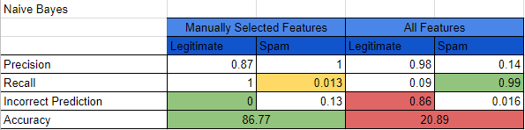 Naive Bayes
Manually Selected Features All Features
Legitimate Spam Legitimate Spam
Precision 0.87 1 0.98 0.14
Recall 1 0.013 0.09 0.99
Incorrect Prediction 0 0.13 0.86 0.016
Accuracy 86.77 20.89